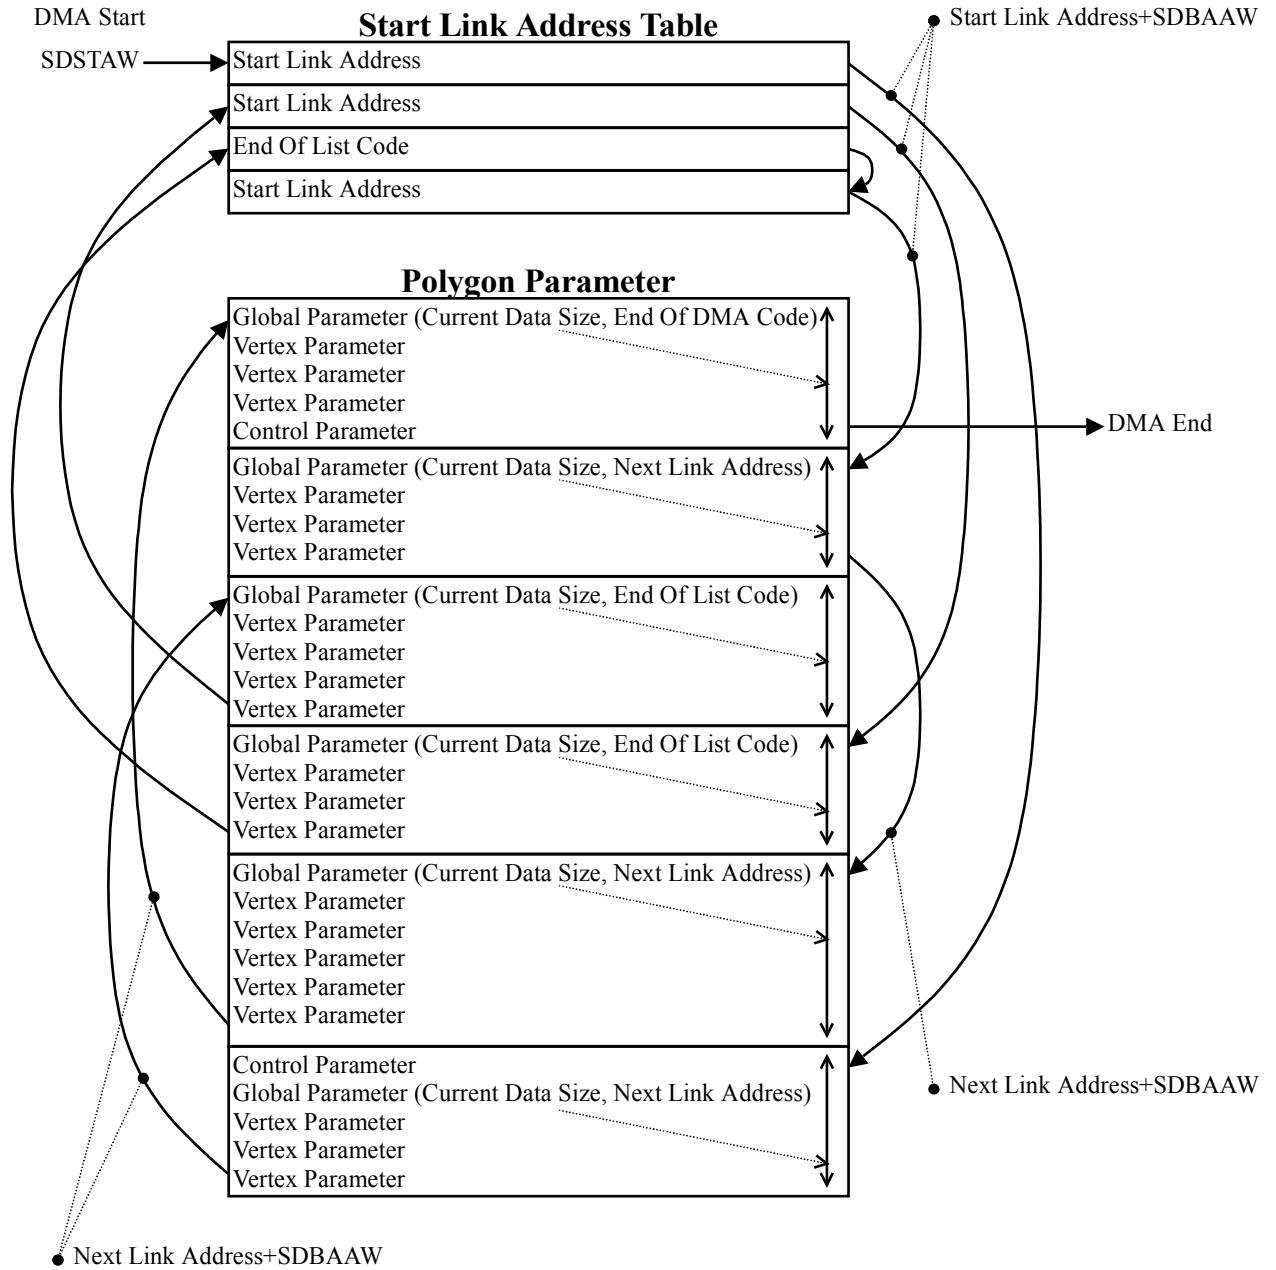 DMA Start
Start Link Address Table
Start Link Address+SDBAAW
SDSTAW
Start Link Address
Start Link Address
End Of List Code
Start Link Address
Polygon Parameter
Global Parameter (Current Data Size, End Of DMA Code)
Vertex Parameter
Vertex Parameter
Vertex Parameter
Control Parameter
DMA End
Global Parameter (Current Data Size, Next Link Address)
Vertex Parameter
Vertex Parameter
Vertex Parameter
Global Parameter (Current Data Size, End Of List Code)
Vertex Parameter
Vertex Parameter
Vertex Parameter
Vertex Parameter
Global Parameter (Current Data Size, End Of List Code)
Vertex Parameter
Vertex Parameter
Vertex Parameter
Global Parameter (Current Data Size, Next Link Address)
Vertex Parameter
Vertex Parameter
Vertex Parameter
Vertex Parameter
Vertex Parameter
Control Parameter
Global Parameter (Current Data Size, Next Link Address)
Vertex Parameter
Vertex Parameter
Vertex Parameter
Next Link Address+SDBAAW
Next Link Address+SDBAAW